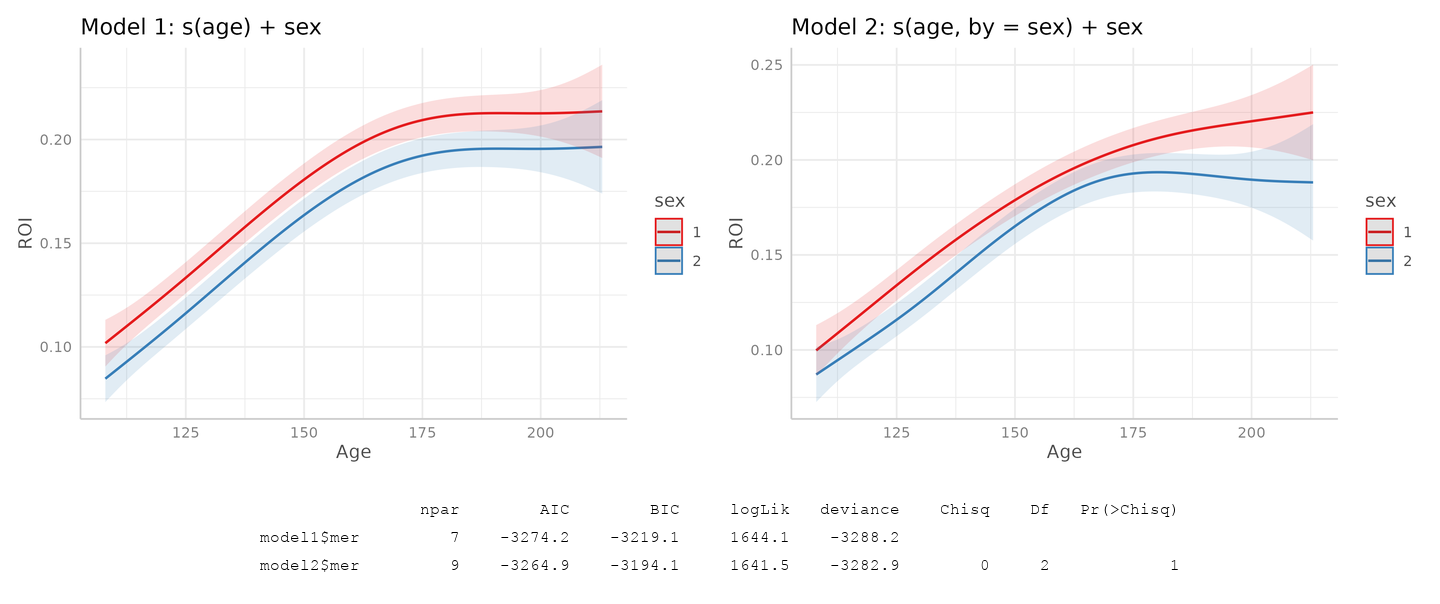 Model 1: s(age) + sex
0.20
0.15
0.10
ROI
125 150 175 200
Age
sex
1
2
Model 2: s(age, by = sex) + sex
0.25
0.20
0.15
0.10
ROI
125 150 175 200
Age
sex
1
2
npar AIC BIC logLik deviance Chisq Df Pr(>Chisq)
model1$mer 7 -3274.2 -3219.1 1644.1 -3288.2
model2$mer 9 -3264.9 -3194.1 1641.5 -3282.9 0 2 1